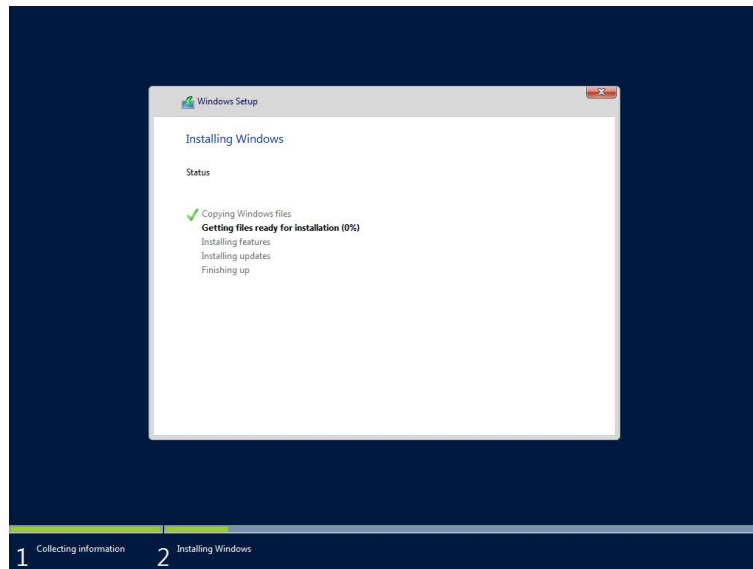 Windows Setup
Installing Windows
Status
Copying Windows files
Getting files ready for installation (0%)
Installing features
Installing updates
Finishing up
1 Collecting information
2 Installing Windows